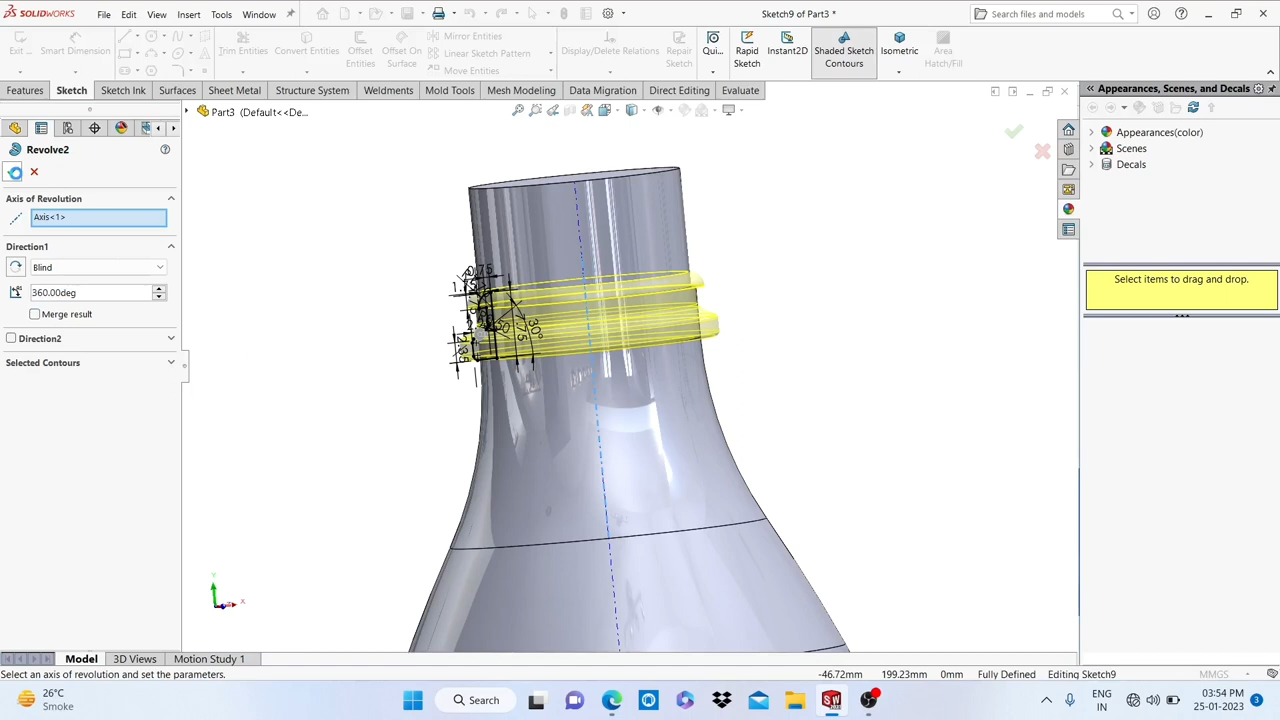 SOLIDWORKS File Edit View Insert Tools Window Sketch9 of Part3 * Search files and models
Exit ... Smart Dimension Trim Entities Convert Entities Offset Entities Offset On Surface Mirror Entities Linear Sketch Pattern Move Entities Display/Delete Relations Repair Sketch Qui... Rapid Sketch Instant2D Shaded Sketch Contours Isometric Area Hatch/Fill
Features Sketch Sketch Ink Surfaces Sheet Metal Structure System Weldments Mold Tools Mesh Modeling Data Migration Direct Editing Evaluate
Appearances, Scenes, and Decals
Part3 (Default<<De...
Revolve2
Axis of Revolution
Axis<1>
Direction1
Blind
360.00deg
Merge result
Direction2
Selected Contours
Appearances(color)
Scenes
Decals
Select items to drag and drop.
0.75
30°
Y
X
Model 3D Views Motion Study 1
Select an axis of revolution and set the parameters. -46.72mm 199.23mm 0mm Fully Defined Editing Sketch9 MMGS
26°C
Smoke
Search
ENG
IN
03:54 PM
25-01-2023
3